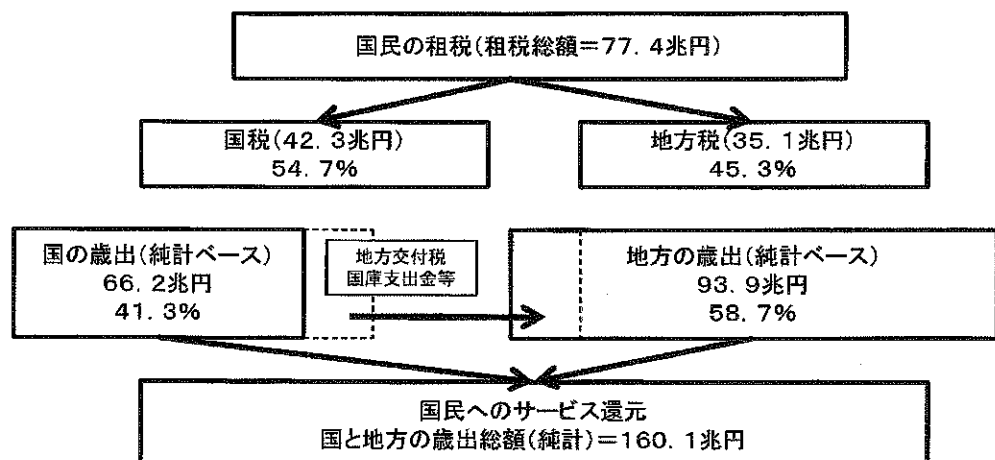 国民の租税(租税総額=77.4兆円)
国税(42.3兆円)
54.7%
地方税(35.1兆円)
45.3%
国の歳出(純計ベース)
66.2兆円
41.3%
地方交付税
国庫支出金等
地方の歳出(純計ベース)
93.9兆円
58.7%
国民へのサービス還元
国と地方の歳出総額(純計)=160.1兆円